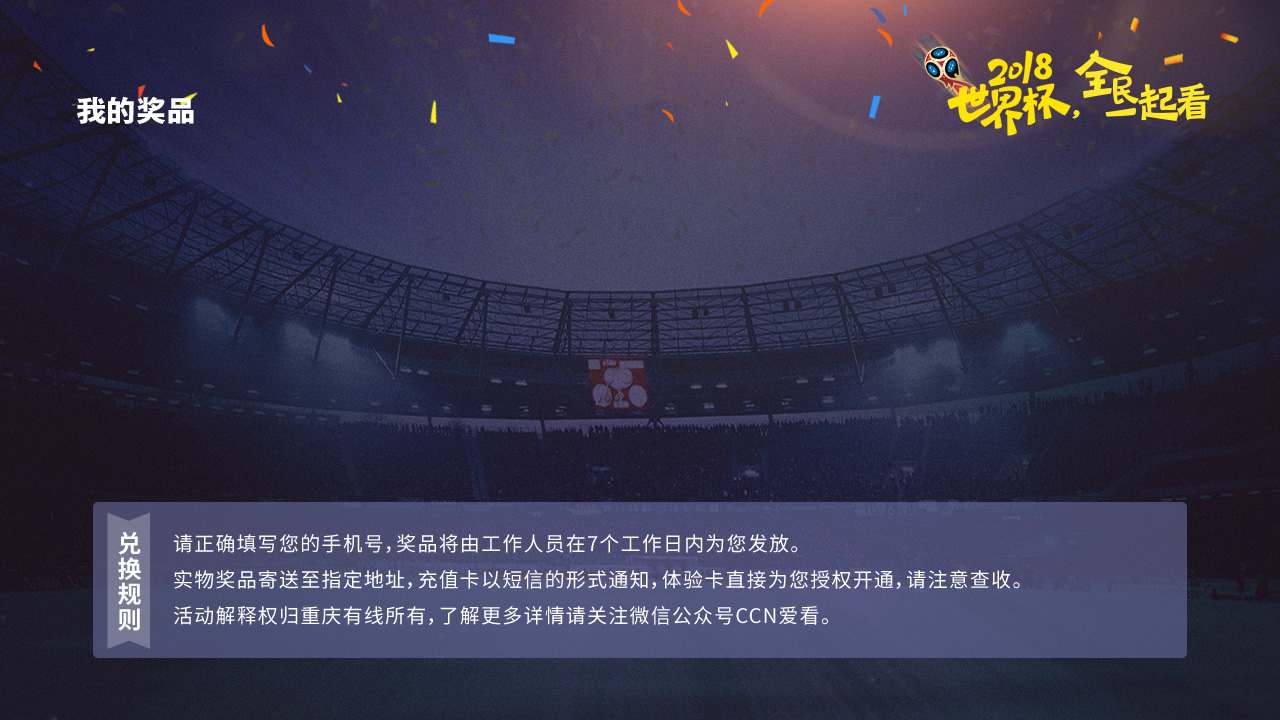 我的奖品
2018
世界杯,全民一起看
兑换规则
请正确填写您的手机号,奖品将由工作人员在7个工作日内为您发放。
实物奖品寄送至指定地址,充值卡以短信的形式通知,体验卡直接为您授权开通,请注意查收。
活动解释权归重庆有线所有,了解更多详情请关注微信公众号CCN爱看。